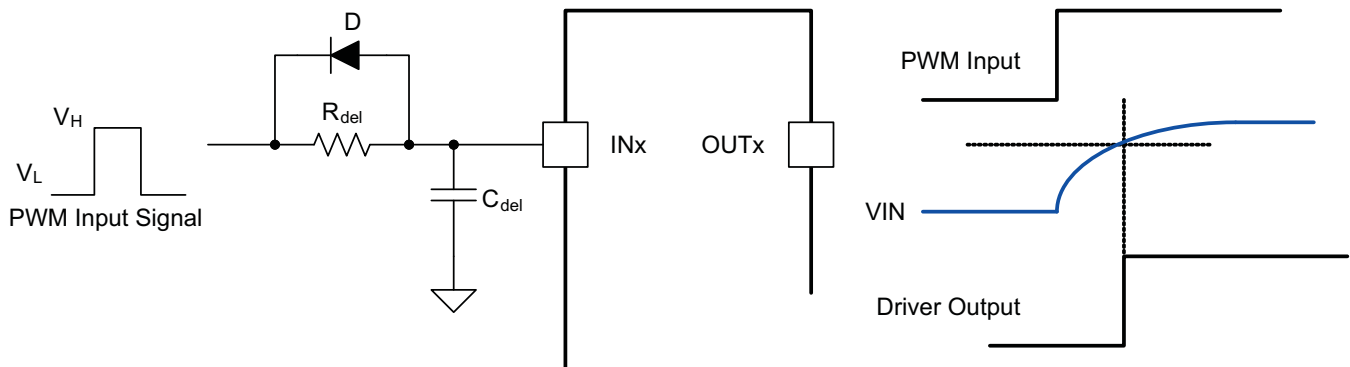 D
R_del
V_H
V_L
PWM Input Signal
C_del
INx
OUTx
PWM Input
VIN
Driver Output